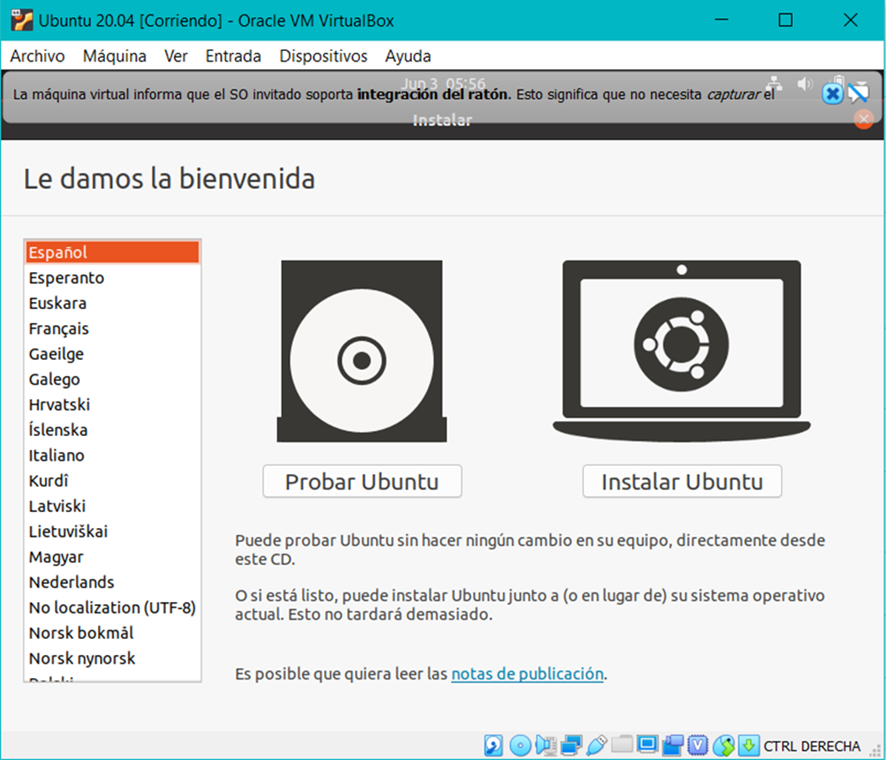 Ubuntu 20.04 [Corriendo] - Oracle VM VirtualBox
Archivo Máquina Ver Entrada Dispositivos Ayuda
Jun 3 05:56
La máquina virtual informa que el SO invitado soporta integración del ratón. Esto significa que no necesita capturar el
Instalar
Le damos la bienvenida
Español
Esperanto
Euskara
Français
Gaeilge
Galego
Hrvatski
Íslenska
Italiano
Kurdî
Latviski
Lietuviškai
Magyar
Nederlands
No localization (UTF-8)
Norsk bokmål
Norsk nynorsk
Probar Ubuntu
Instalar Ubuntu
Puede probar Ubuntu sin hacer ningún cambio en su equipo, directamente desde
este CD.
O si está listo, puede instalar Ubuntu junto a (o en lugar de) su sistema operativo
actual. Esto no tardará demasiado.
Es posible que quiera leer las notas de publicación.
CTRL DERECHA